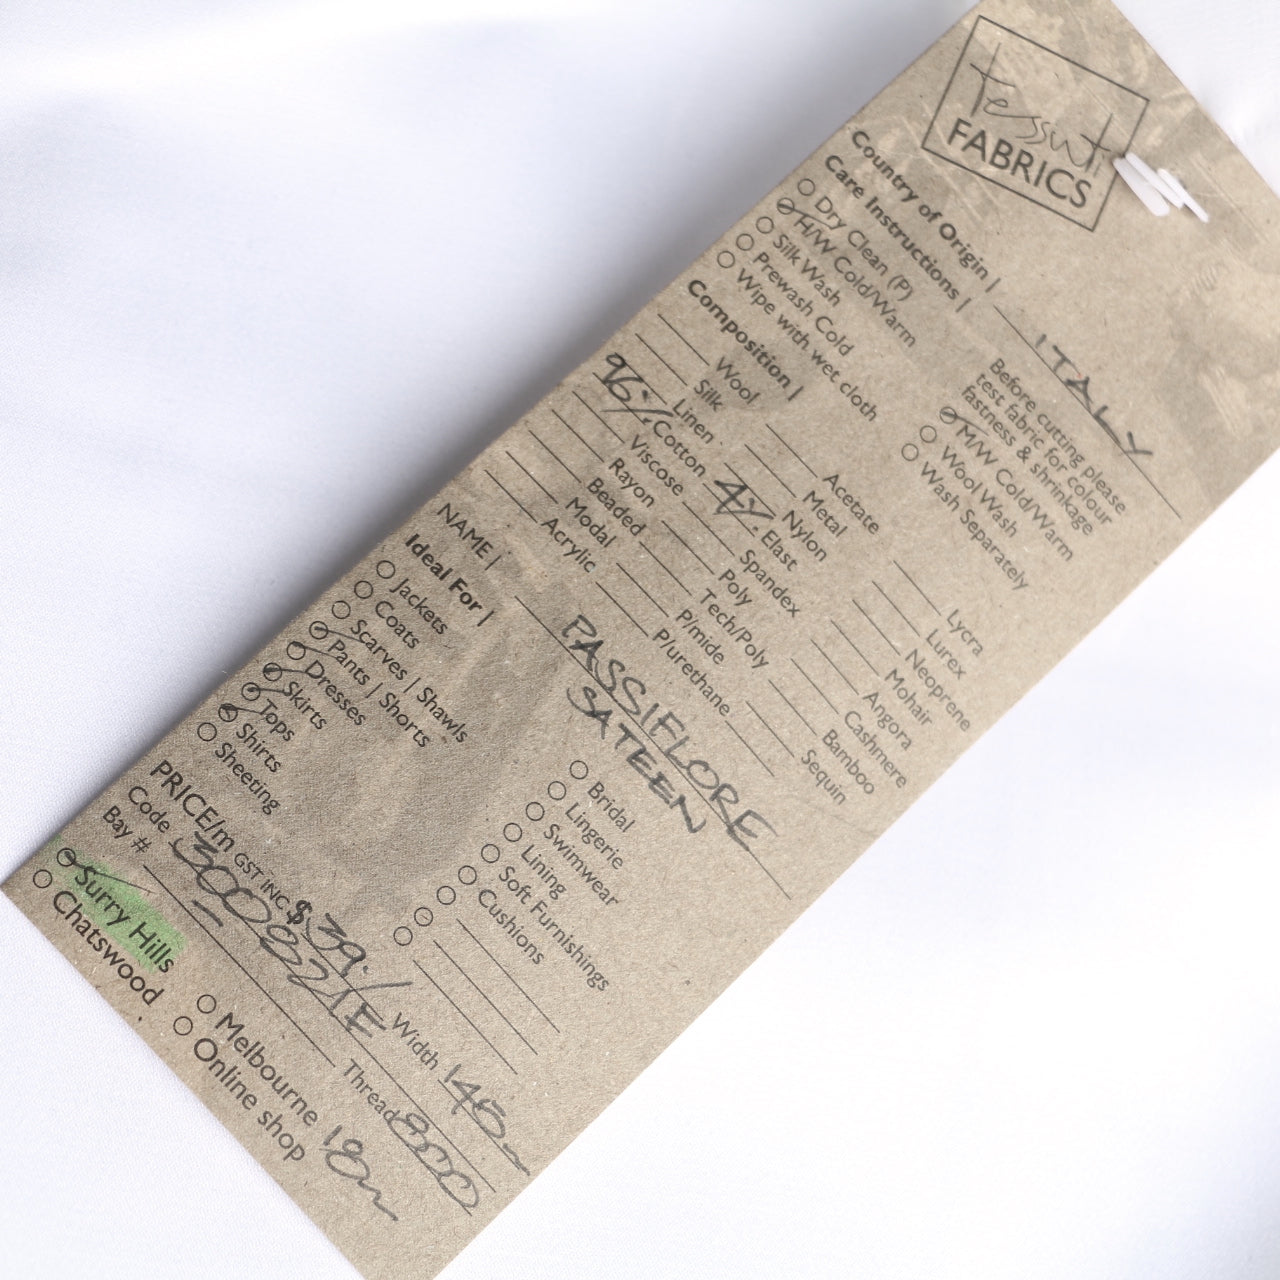 Tessuti
FABRICS
Country of Origin | ITALY
Care Instructions |
Dry Clean (P)
H/W Cold/Warm
Silk Wash
Prewash Cold
Wipe with wet cloth
Before cutting please
test fabric for colour
fastness & shrinkage
M/W Cold/Warm
Wool Wash
Wash Separately
Composition |
Wool
Silk
Linen
96% Cotton
Viscose
Rayon
Beaded
Modal
Acrylic
Acetate
Metal
Nylon
4% Elast
Spandex
Poly
Tech/Poly
P/mide
P/urethane
Lycra
Lurex
Neoprene
Mohair
Angora
Cashmere
Bamboo
Sequin
NAME | PASSIFLORE
SATEEN
Ideal For |
Jackets
Coats
Scarves | Shawls
Pants | Shorts
Dresses
Skirts
Tops
Shirts
Sheeting
Bridal
Lingerie
Swimwear
Lining
Soft Furnishings
Cushions
PRICE/m GST INC $39.
Width
Code
Thread 800
Bay #
Surry Hills
Chatswood
Melbourne
Online shop